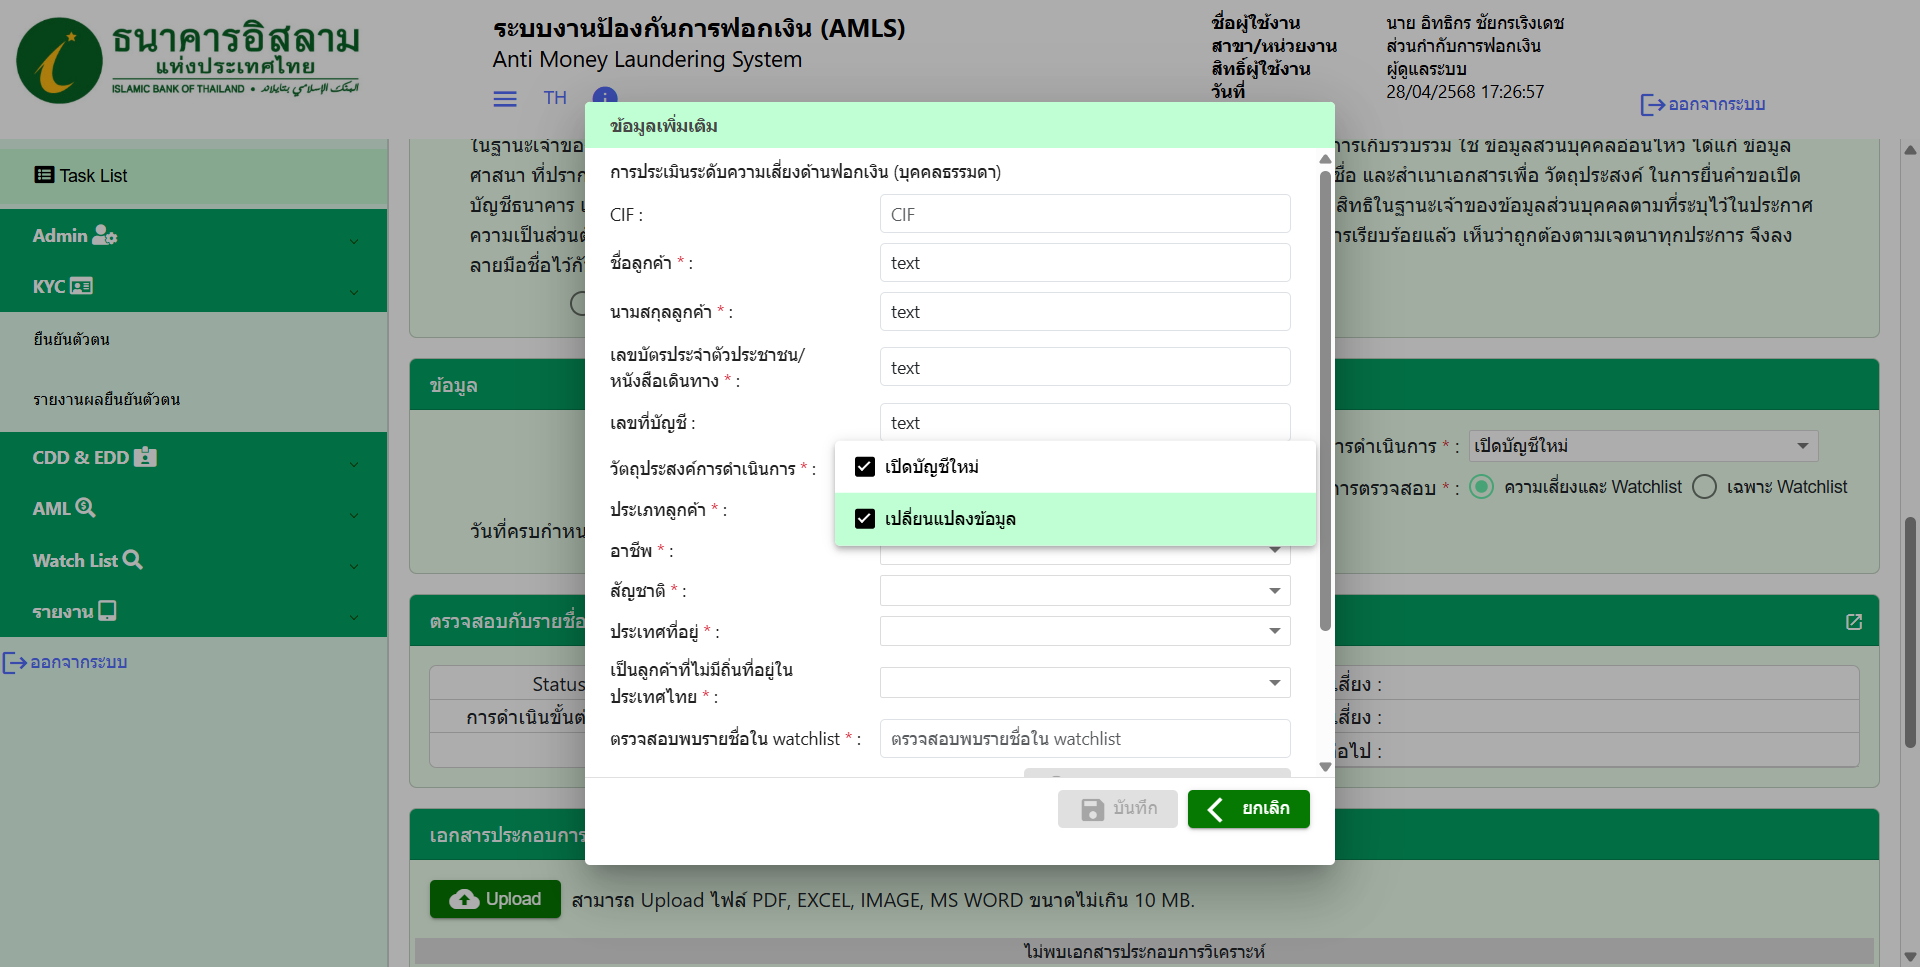 ธนาคารอิสลาม
แห่งประเทศไทย
ISLAMIC BANK OF THAILAND •
ระบบงานป้องกันการฟอกเงิน (AMLS)
Anti Money Laundering System
TH
ชื่อผู้ใช้งาน นาย อิทธิกร ชัยกรเริงเดช
สาขา/หน่วยงาน ส่วนกำกับการฟอกเงิน
สิทธิ์ผู้ใช้งาน ผู้ดูแลระบบ
วันที่ 28/04/2568 17:26:57
ออกจากระบบ
Task List
Admin
KYC
ยืนยันตัวตน
รายงานผลยืนยันตัวตน
CDD & EDD
AML
Watch List
รายงาน
ออกจากระบบ
ในฐานะเจ้าขอ
ศาสนา ที่ปราก
บัญชีธนาคาร
ความเป็นส่วนต
ลายมือชื่อไว้กั
การเก็บรวบรวม ใช้ ข้อมูลส่วนบุคคลอ่อนไหว ได้แก่ ข้อมูล
ชื่อ และสำเนาเอกสารเพื่อ วัตถุประสงค์ ในการยื่นคำขอเปิด
สิทธิในฐานะเจ้าของข้อมูลส่วนบุคคลตามที่ระบุไว้ในประกาศ
ารเรียบร้อยแล้ว เห็นว่าถูกต้องตามเจตนาทุกประการ จึงลง
ข้อมูล
ารดำเนินการ * : เปิดบัญชีใหม่
การตรวจสอบ * : ความเสี่ยงและ Watchlist เฉพาะ Watchlist
วันที่ครบกำหน
ตรวจสอบกับรายชื่อ
Status
การดำเนินขั้นต
เสี่ยง :
เสี่ยง :
อไป :
เอกสารประกอบการ
Upload สามารถ Upload ไฟล์ PDF, EXCEL, IMAGE, MS WORD ขนาดไม่เกิน 10 MB.
ไม่พบเอกสารประกอบการวิเคราะห์
ข้อมูลเพิ่มเติม
การประเมินระดับความเสี่ยงด้านฟอกเงิน (บุคคลธรรมดา)
CIF : CIF
ชื่อลูกค้า * : text
นามสกุลลูกค้า * : text
เลขบัตรประจำตัวประชาชน/
หนังสือเดินทาง * : text
เลขที่บัญชี : text
วัตถุประสงค์การดำเนินการ * :
เปิดบัญชีใหม่
เปลี่ยนแปลงข้อมูล
ประเภทลูกค้า * :
อาชีพ * :
สัญชาติ * :
ประเทศที่อยู่ * :
เป็นลูกค้าที่ไม่มีถิ่นที่อยู่ใน
ประเทศไทย * :
ตรวจสอบพบรายชื่อใน watchlist * : ตรวจสอบพบรายชื่อใน watchlist
บันทึก
ยกเลิก